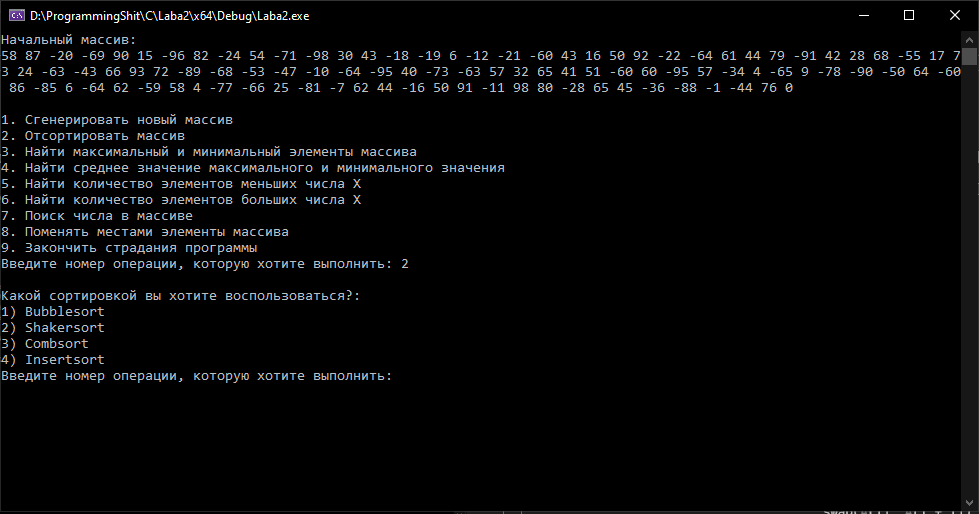 D:\ProgrammingShit\C\Laba2\x64\Debug\Laba2.exe
Начальный массив:
58 87 -20 -69 90 15 -96 82 -24 54 -71 -98 30 43 -18 -19 6 -12 -21 -60 43 16 50 92 -22 -64 61 44 79 -91 42 28 68 -55 17 7
3 24 -63 -43 66 93 72 -89 -68 -53 -47 -10 -64 -95 40 -73 -63 57 32 65 41 51 -60 60 -95 57 -34 4 -65 9 -78 -90 -50 64 -60
86 -85 6 -64 62 -59 58 4 -77 -66 25 -81 -7 62 44 -16 50 91 -11 98 80 -28 65 45 -36 -88 -1 -44 76 0
1. Сгенерировать новый массив
2. Отсортировать массив
3. Найти максимальный и минимальный элементы массива
4. Найти среднее значение максимального и минимального значения
5. Найти количество элементов меньших числа X
6. Найти количество элементов больших числа X
7. Поиск числа в массиве
8. Поменять местами элементы массива
9. Закончить страдания программы
Введите номер операции, которую хотите выполнить: 2
Какой сортировкой вы хотите воспользоваться?:
1) Bubblesort
2) Shakersort
3) Combsort
4) Insertsort
Введите номер операции, которую хотите выполнить: